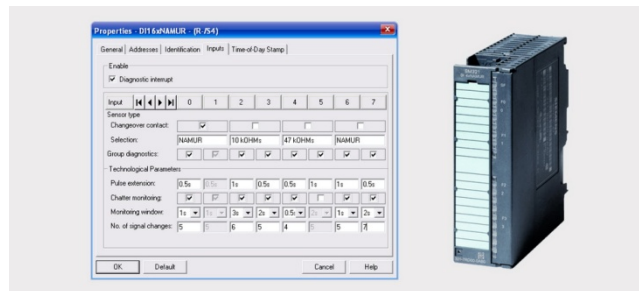 Properties - DI16xNAMUR - (R-/S4)
General Addresses Identification Inputs Time-of-Day Stamp
Enable
Diagnostic interrupt
Input 0 1 2 3 4 5 6 7
Sensor type
Changeover contact:
Selection: NAMUR 10 kOHMs 47 kOHMs NAMUR
Group diagnostics:
Technological Parameters
Pulse extension: 0.5s 0.5s 1s 0.5s 0.5s 1s 1s 0.5s
Chatter monitoring:
Monitoring window: 1s 1s 3s 2s 0.5s 2s 1s 2s
No. of signal changes: 5 5 6 5 4 5 5 7
OK Default Cancel Help